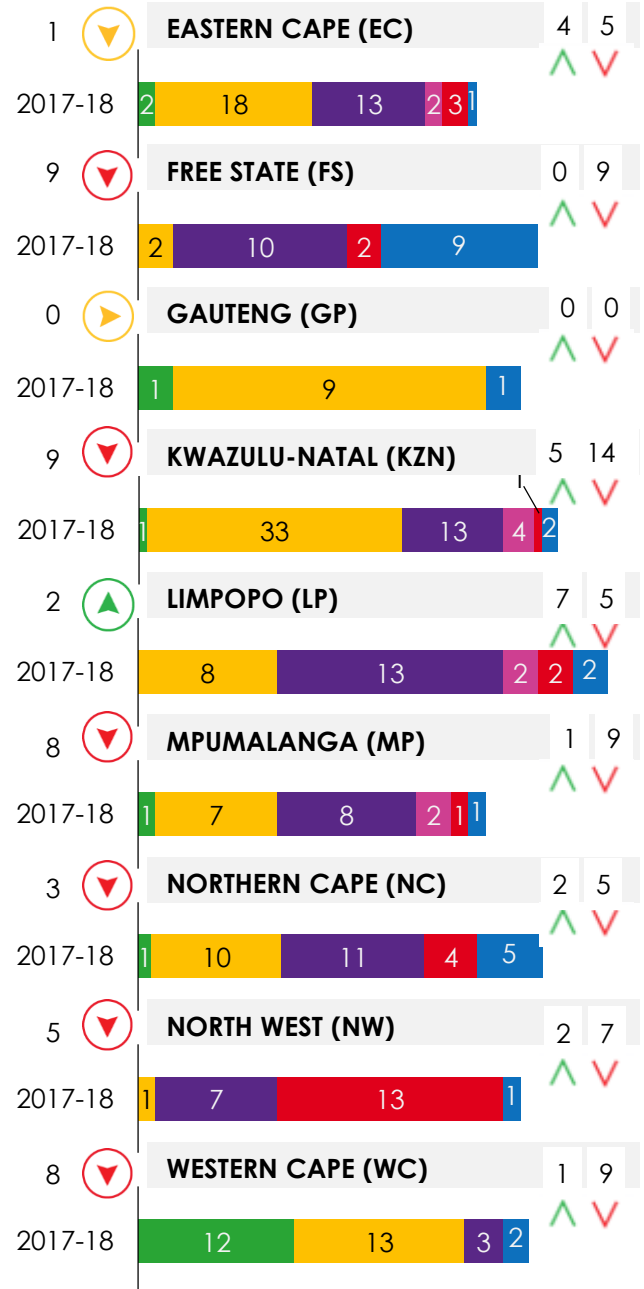 1 EASTERN CAPE (EC) 4 5
2017-18 2 18 13 2 3 1
9 FREE STATE (FS) 0 9
2017-18 2 10 2 9
0 GAUTENG (GP) 0 0
2017-18 1 9 1
9 KWAZULU-NATAL (KZN) 5 14
1
2017-18 1 33 13 4 2
2 LIMPOPO (LP) 7 5
2017-18 8 13 2 2 2
8 MPUMALANGA (MP) 1 9
2017-18 1 7 8 2 1 1
3 NORTHERN CAPE (NC) 2 5
2017-18 1 10 11 4 5
5 NORTH WEST (NW) 2 7
2017-18 1 7 13 1
8 WESTERN CAPE (WC) 1 9
2017-18 12 13 3 2